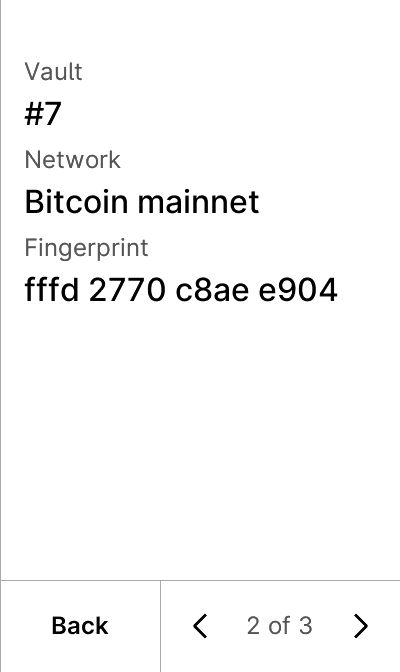 Vault
#7
Network
Bitcoin mainnet
Fingerprint
fffd 2770 c8ae e904
Back
2 of 3